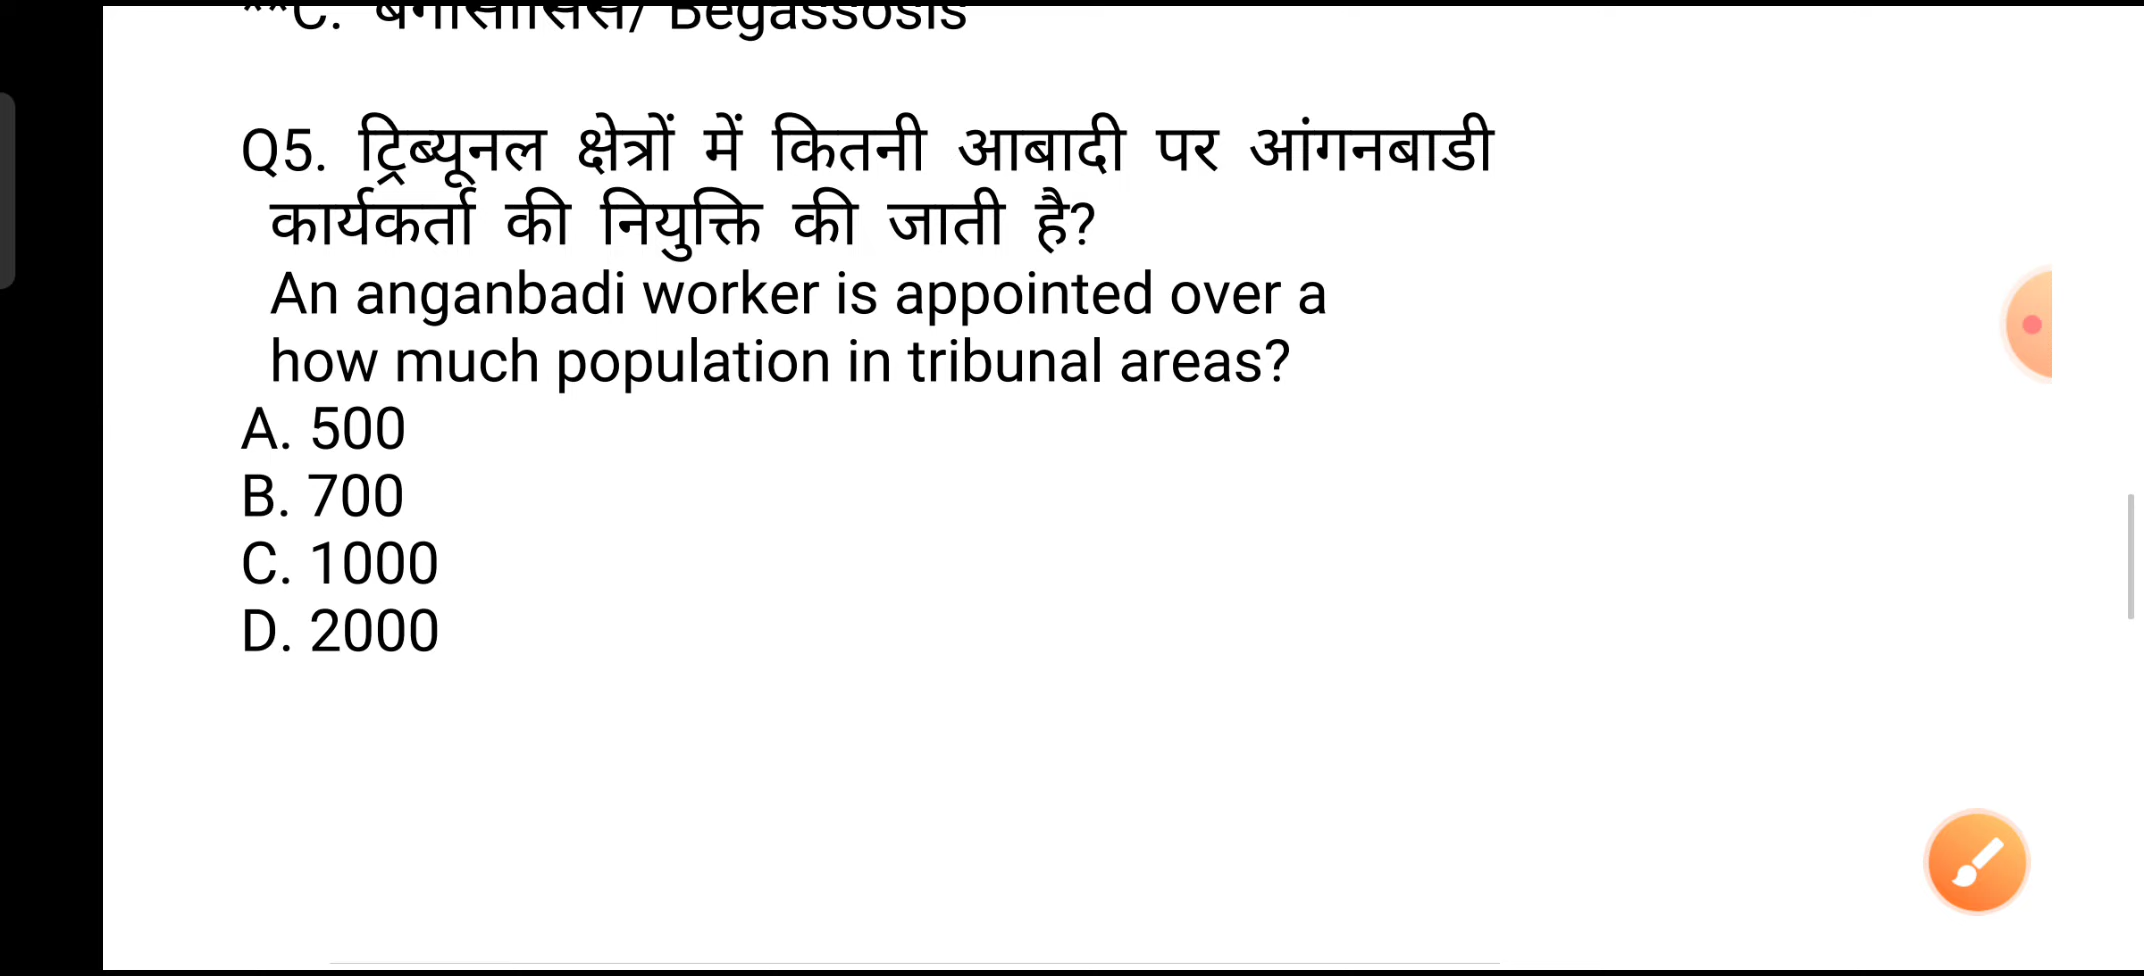 **C. बेगासोसिस/ Begassosis
Q5. ट्रिब्यूनल क्षेत्रों में कितनी आबादी पर आंगनबाडी
कार्यकर्ता की नियुक्ति की जाती है?
An anganbadi worker is appointed over a
how much population in tribunal areas?
A. 500
B. 700
C. 1000
D. 2000